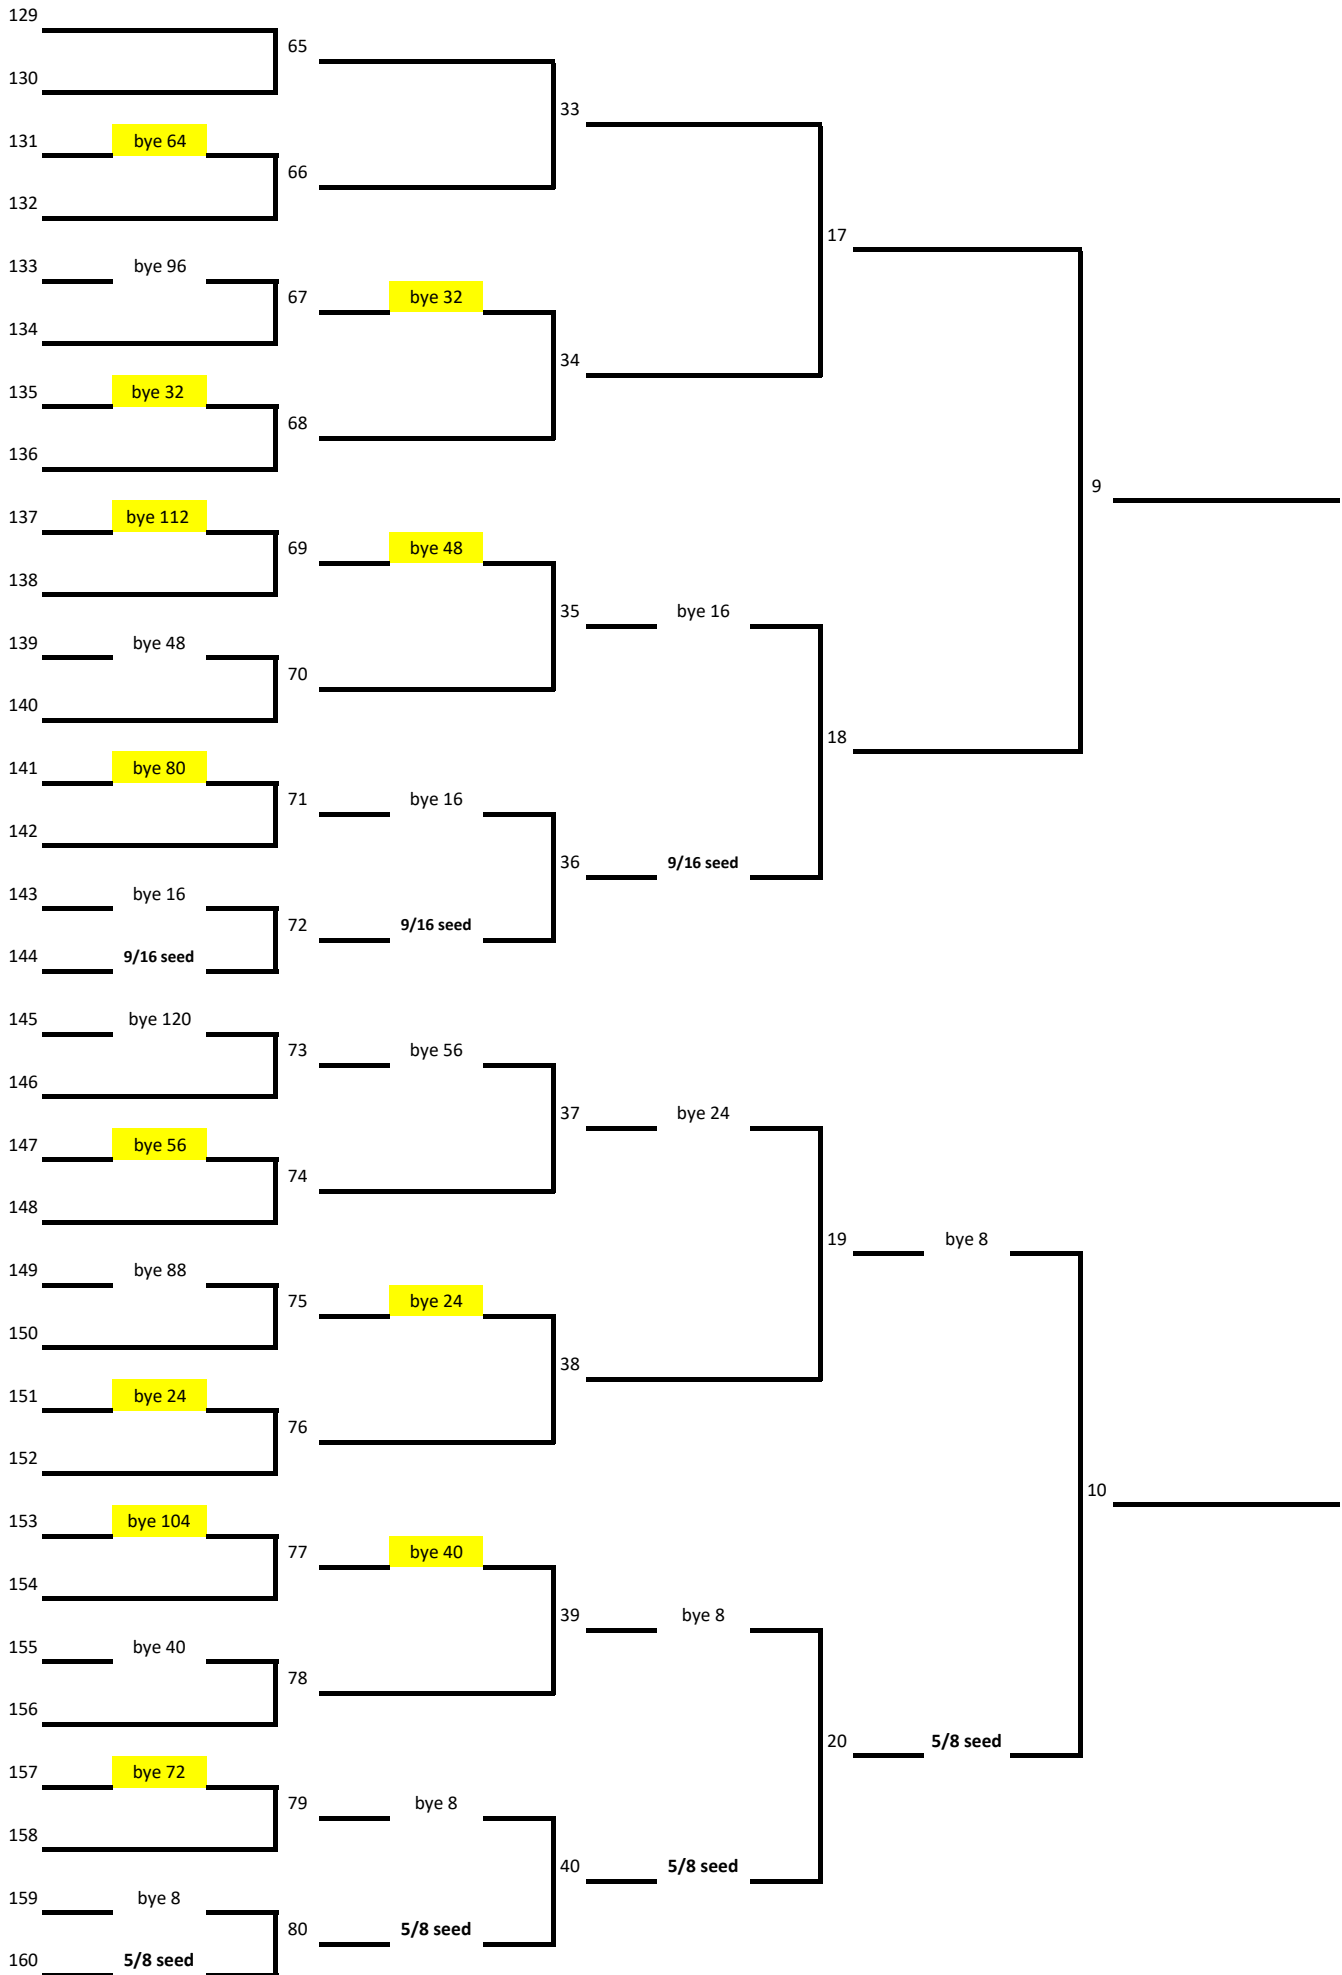 129
65
130
33
131 bye 64
66
132
17
133 bye 96
67 bye 32
134
34
135 bye 32
68
136
9
137 bye 112
69 bye 48
138
35 bye 16
139 bye 48
70
140
18
141 bye 80
71 bye 16
142
36 9/16 seed
143 bye 16
72 9/16 seed
144 9/16 seed
145 bye 120
73 bye 56
146
37 bye 24
147 bye 56
74
148
19 bye 8
149 bye 88
75 bye 24
150
38
151 bye 24
76
152
10
153 bye 104
77 bye 40
154
39 bye 8
155 bye 40
78
156
20 5/8 seed
157 bye 72
79 bye 8
158
40 5/8 seed
159 bye 8
80 5/8 seed
160 5/8 seed